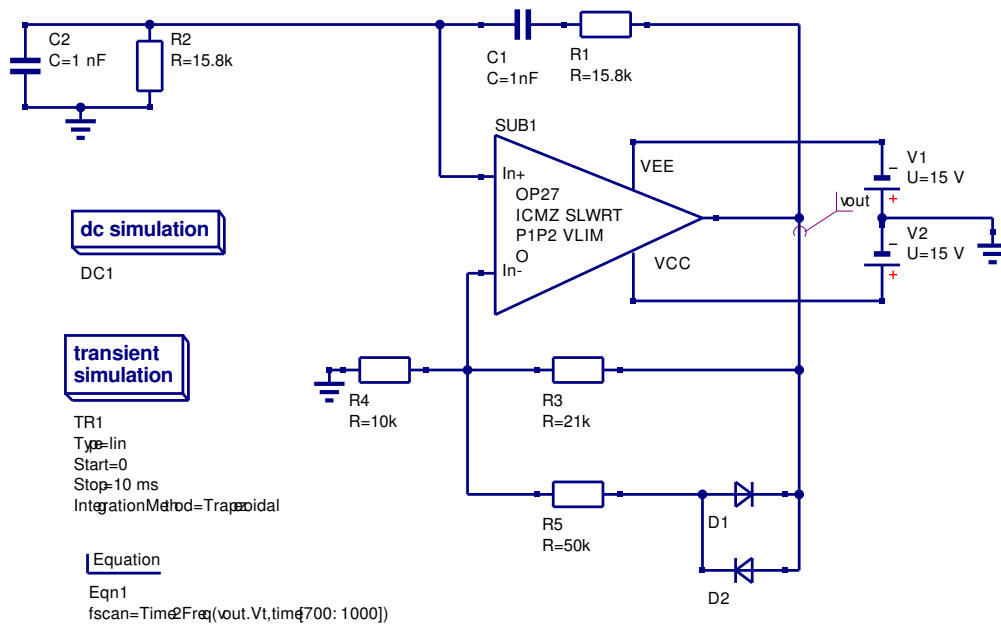 C2
C=1 nF
R2
R=15.8k
C1
C=1nF
R1
R=15.8k
SUB1
In+
OP27
ICMZ SLWRT
P1P2 VLIM
O
In-
VEE
VCC
vout
V1
U=15 V
V2
U=15 V
− + − +
dc simulation
DC1
transient
simulation
TR1
Type=lin
Start=0
Stop=10 ms
IntegrationMethod=Trapezoidal
R4
R=10k
R3
R=21k
R5
R=50k
D1
D2
Equation
Eqn1
fscan=Time2Freq(vout.Vt,time[700: 1000])